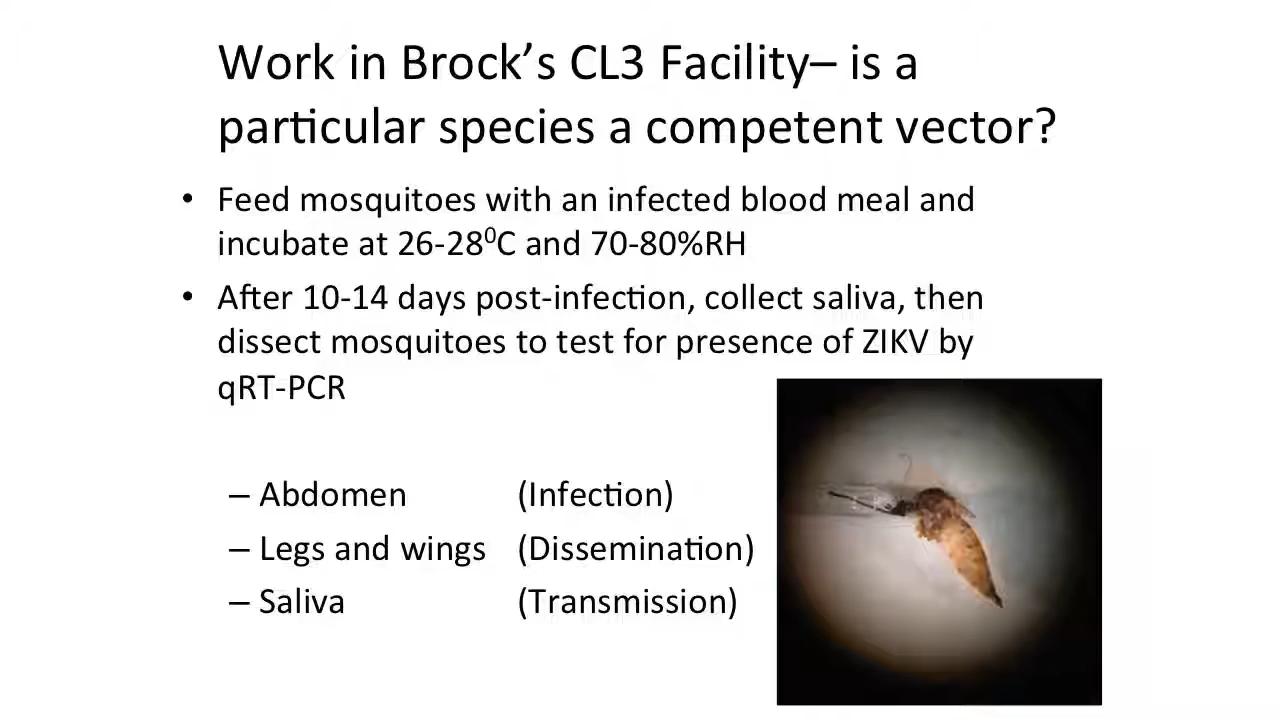 Work in Brock’s CL3 Facility– is a
particular species a competent vector?
• Feed mosquitoes with an infected blood meal and
incubate at 26-28⁰C and 70-80%RH
• After 10-14 days post-infection, collect saliva, then
dissect mosquitoes to test for presence of ZIKV by
qRT-PCR
– Abdomen (Infection)
– Legs and wings (Dissemination)
– Saliva (Transmission)